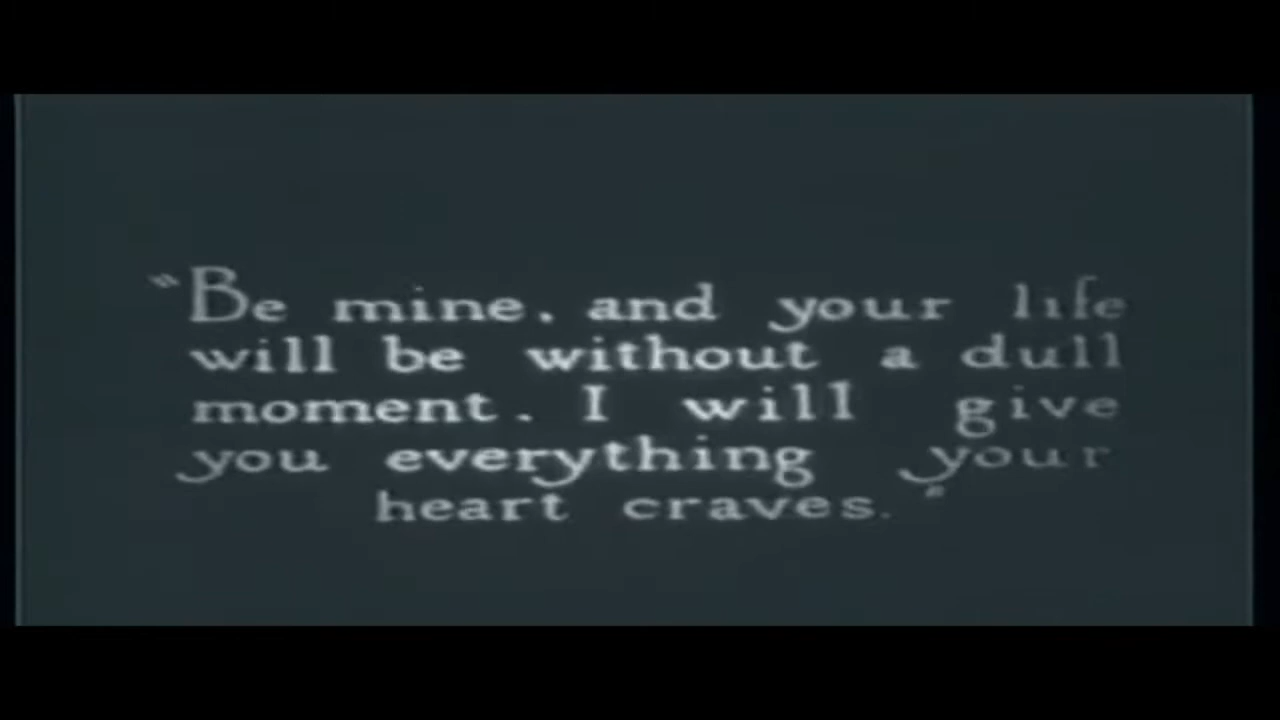 "Be mine, and your life
will be without a dull
moment. I will give
you everything your
heart craves."